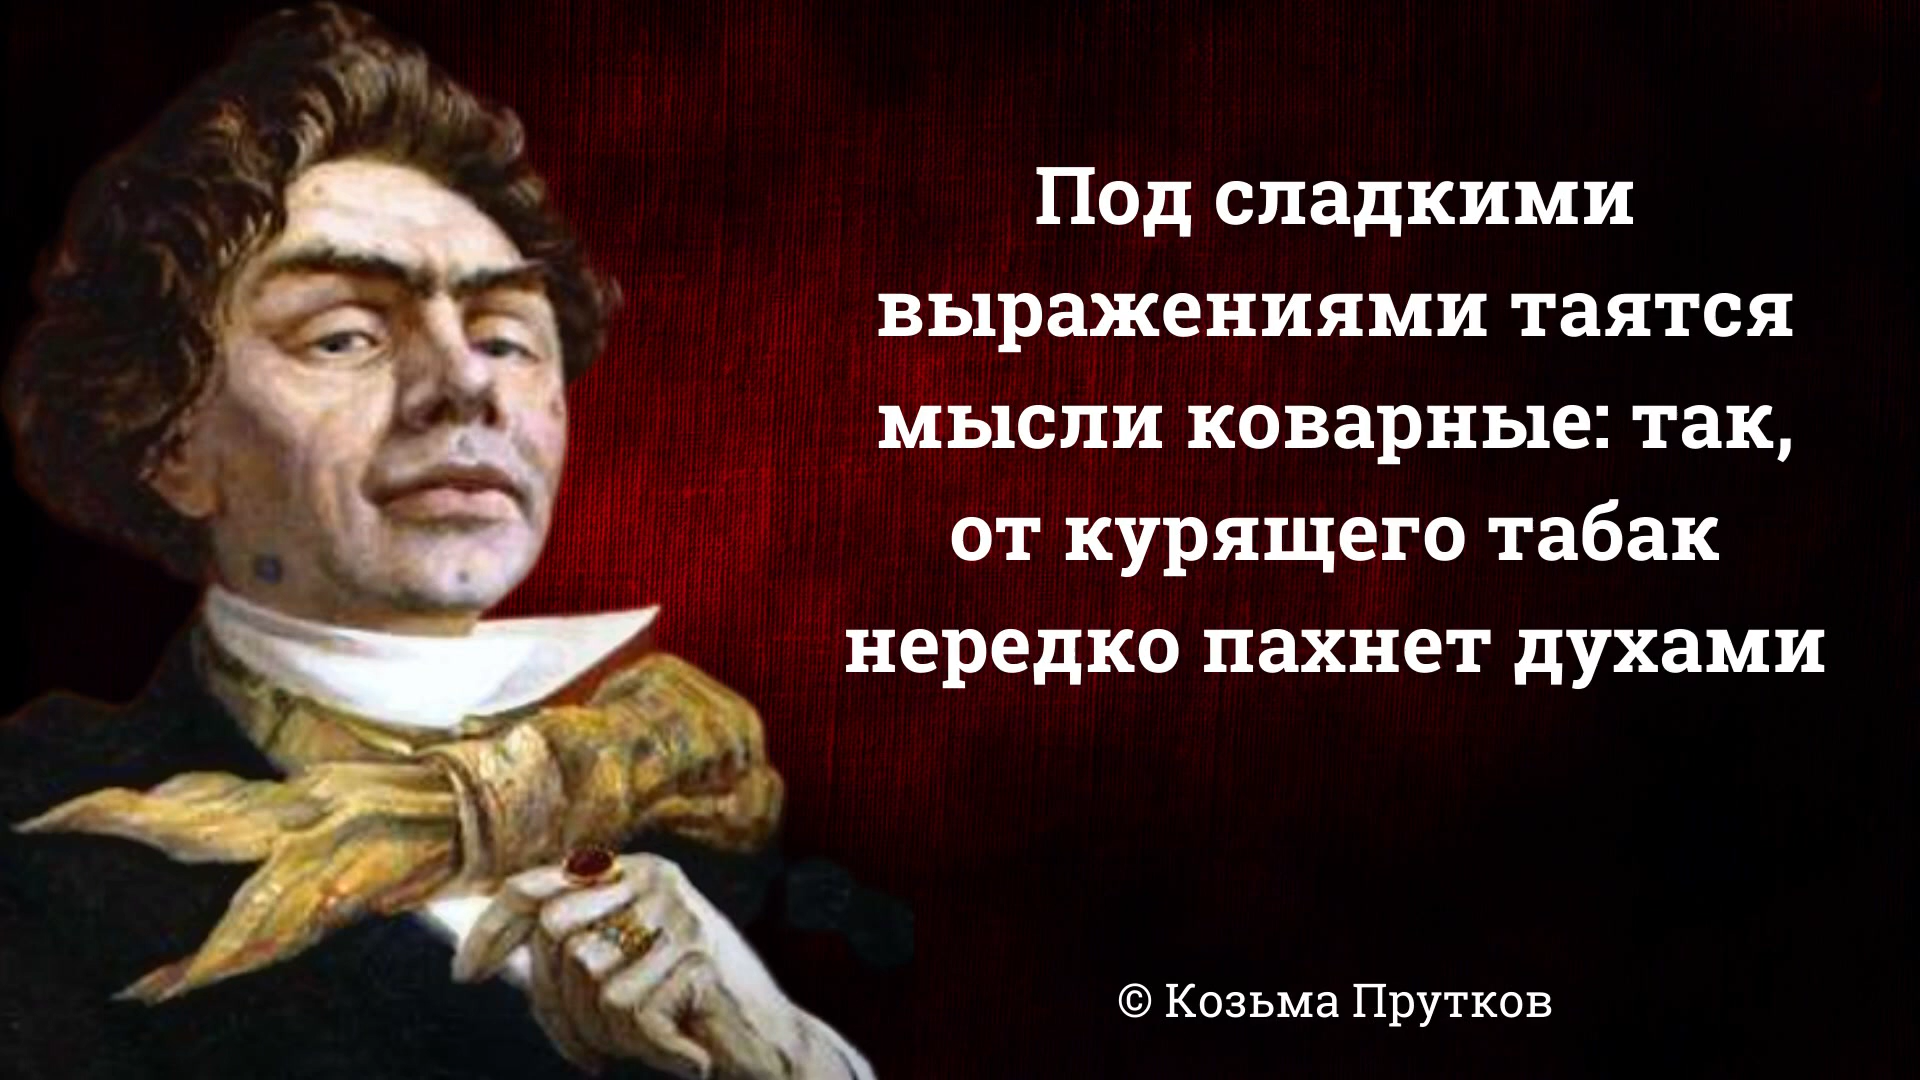 Под сладкими
выражениями таятся
мысли коварные: так,
от курящего табак
нередко пахнет духами
© Козьма Прутков